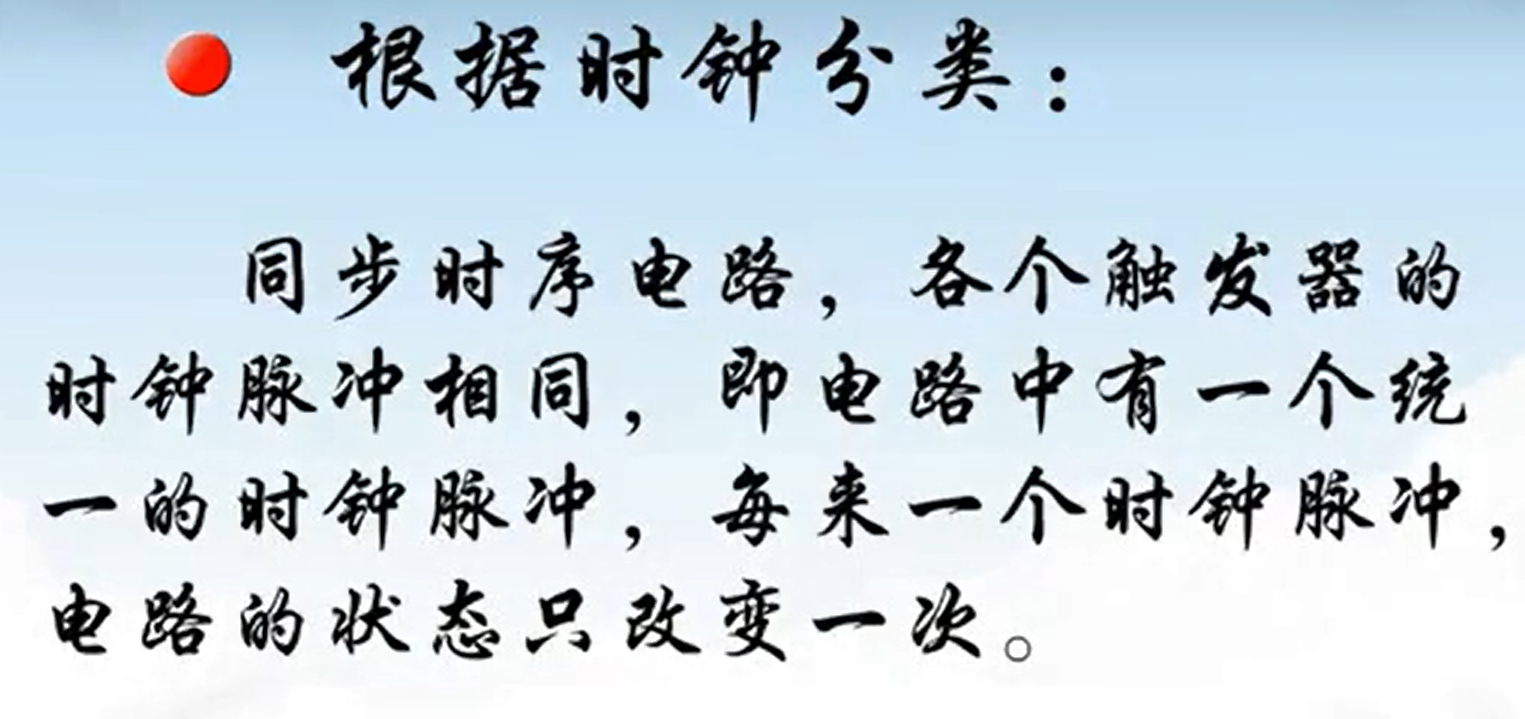 根据时钟分类：
同步时序电路，各个触发器的
时钟脉冲相同，即电路中有一个统
一的时钟脉冲，每来一个时钟脉冲，
电路的状态只改变一次。